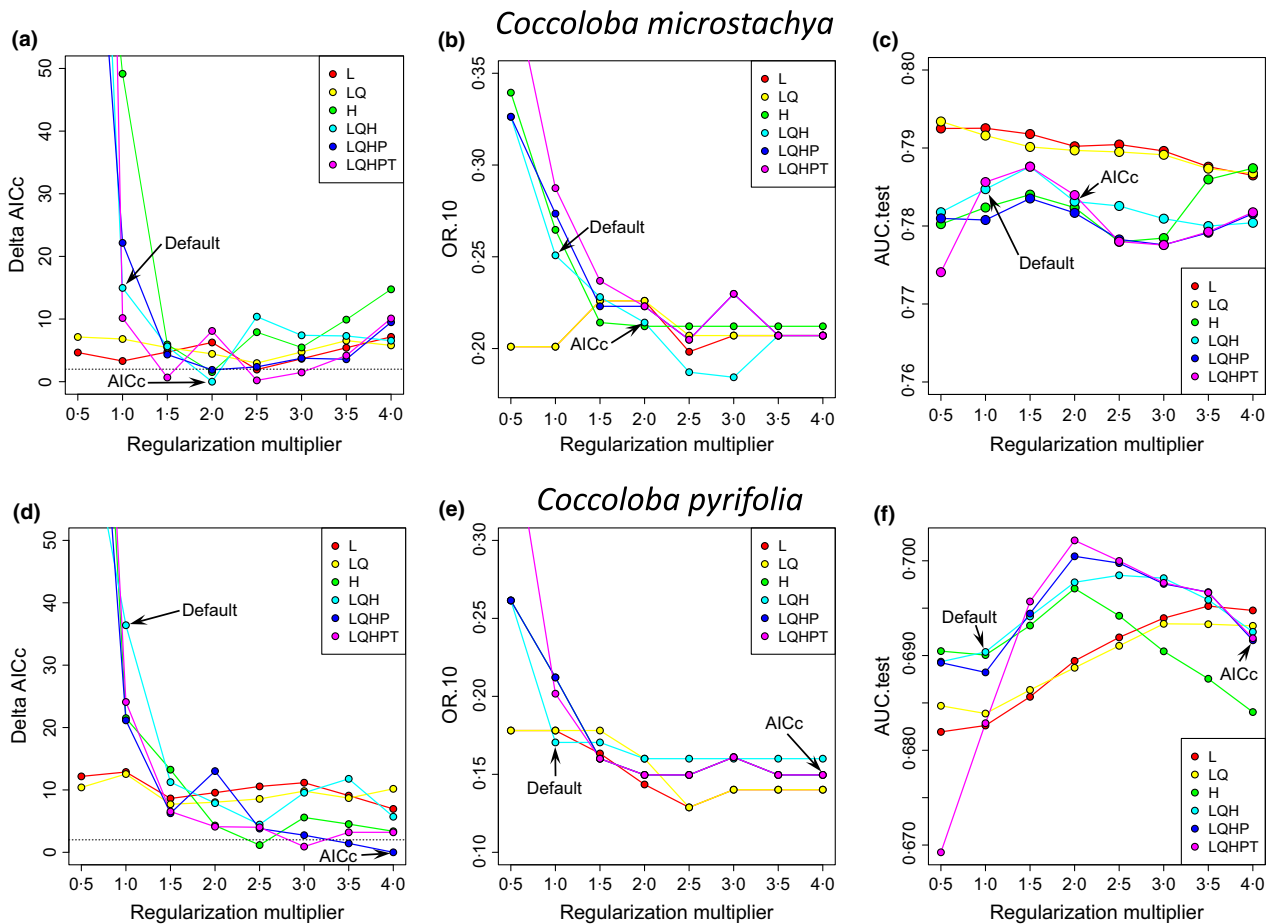 Coccoloba microstachya
(a)
Delta AICc
50
40
30
20
10
0
L
LQ
H
LQH
LQHP
LQHPT
Default
AICc
0·5 1·0 1·5 2·0 2·5 3·0 3·5 4·0
Regularization multiplier
(b)
OR.10
0·35
0·30
0·25
0·20
L
LQ
H
LQH
LQHP
LQHPT
Default
AICc
0·5 1·0 1·5 2·0 2·5 3·0 3·5 4·0
Regularization multiplier
(c)
AUC.test
0·80
0·79
0·78
0·77
0·76
AICc
Default
L
LQ
H
LQH
LQHP
LQHPT
0·5 1·0 1·5 2·0 2·5 3·0 3·5 4·0
Regularization multiplier
Coccoloba pyrifolia
(d)
Delta AICc
50
40
30
20
10
0
L
LQ
H
LQH
LQHP
LQHPT
Default
AICc
0·5 1·0 1·5 2·0 2·5 3·0 3·5 4·0
Regularization multiplier
(e)
OR.10
0·30
0·25
0·20
0·15
0·10
L
LQ
H
LQH
LQHP
LQHPT
AICc
Default
0·5 1·0 1·5 2·0 2·5 3·0 3·5 4·0
Regularization multiplier
(f)
AUC.test
0·700
0·690
0·680
0·670
Default
AICc
L
LQ
H
LQH
LQHP
LQHPT
0·5 1·0 1·5 2·0 2·5 3·0 3·5 4·0
Regularization multiplier